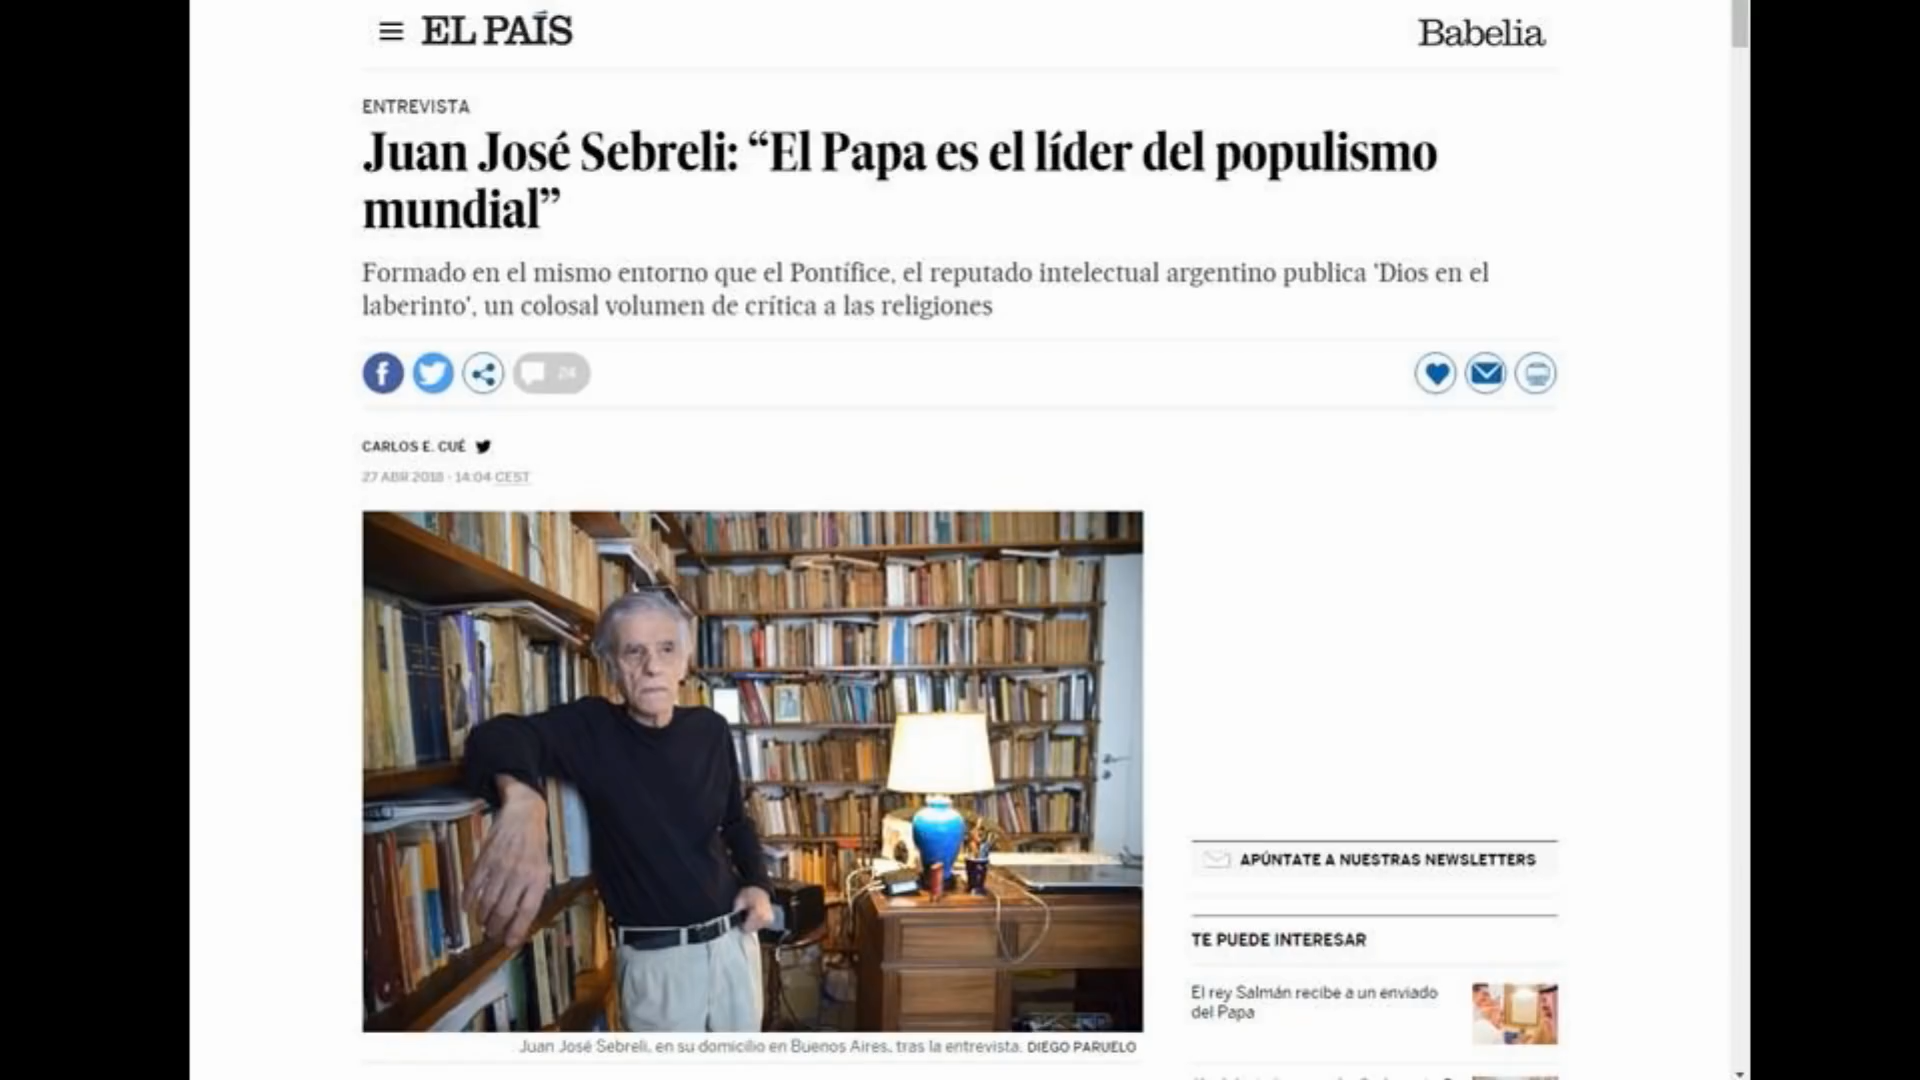 EL PAÍS
Babelia
ENTREVISTA
Juan José Sebreli: “El Papa es el líder del populismo
mundial”
Formado en el mismo entorno que el Pontífice, el reputado intelectual argentino publica 'Dios en el
laberinto', un colosal volumen de crítica a las religiones
24
CARLOS E. CUÉ
27 ABR 2018 - 14:04 CEST
Juan José Sebreli, en su domicilio en Buenos Aires, tras la entrevista. DIEGO PARUELO
APÚNTATE A NUESTRAS NEWSLETTERS
TE PUEDE INTERESAR
El rey Salmán recibe a un enviado
del Papa